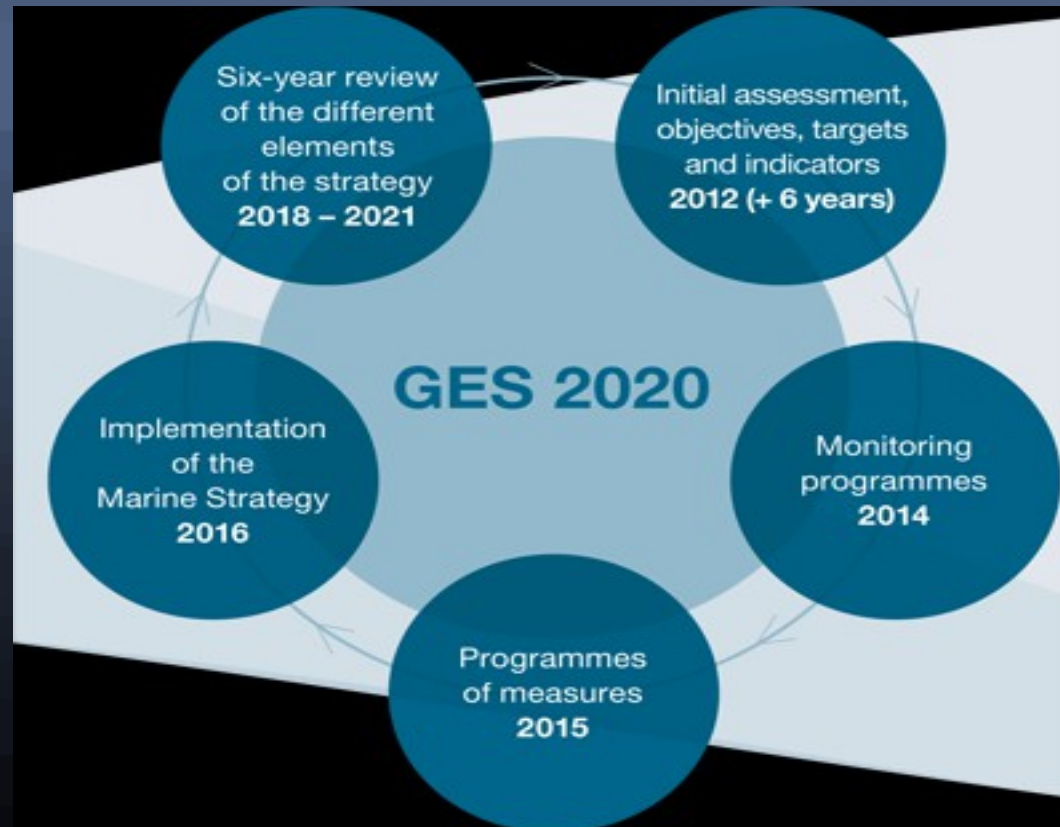 Six-year review
of the different
elements
of the strategy
2018 – 2021
Initial assessment,
objectives, targets
and indicators
2012 (+ 6 years)
GES 2020
Implementation
of the
Marine Strategy
2016
Monitoring
programmes
2014
Programmes
of measures
2015